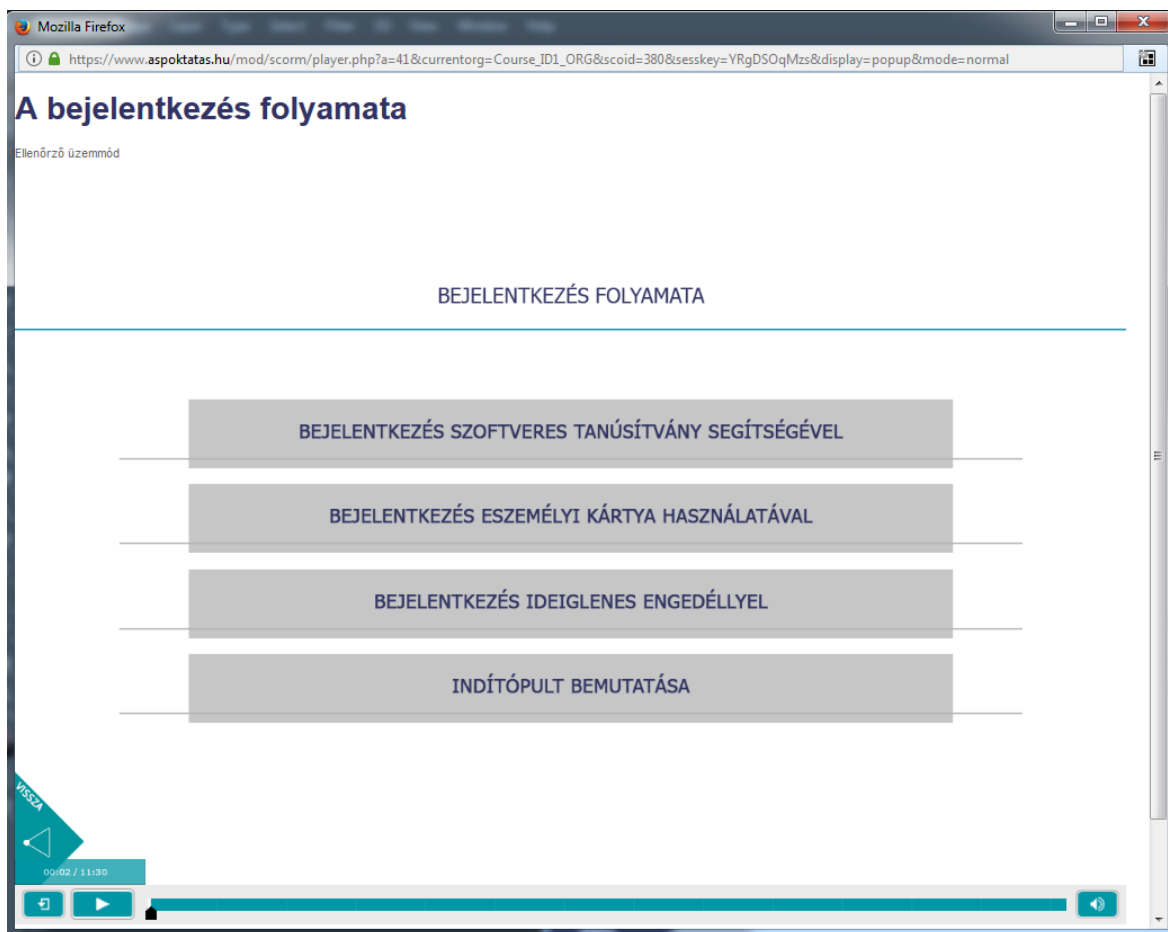 Mozilla Firefox
https://www.aspoktatas.hu/mod/scorm/player.php?a=41&currentorg=Course_ID1_ORG&scoid=380&sesskey=YRgDSOqMzs&display=popup&mode=normal
A bejelentkezés folyamata
Ellenőrző üzemmód
BEJELENTKEZÉS FOLYAMATA
BEJELENTKEZÉS SZOFTVERES TANÚSÍTVÁNY SEGÍTSÉGÉVEL
BEJELENTKEZÉS ESZEMÉLYI KÁRTYA HASZNÁLATÁVAL
BEJELENTKEZÉS IDEIGLENES ENGEDÉLLYEL
INDÍTÓPULT BEMUTATÁSA
VISSZA
00:02 / 11:30